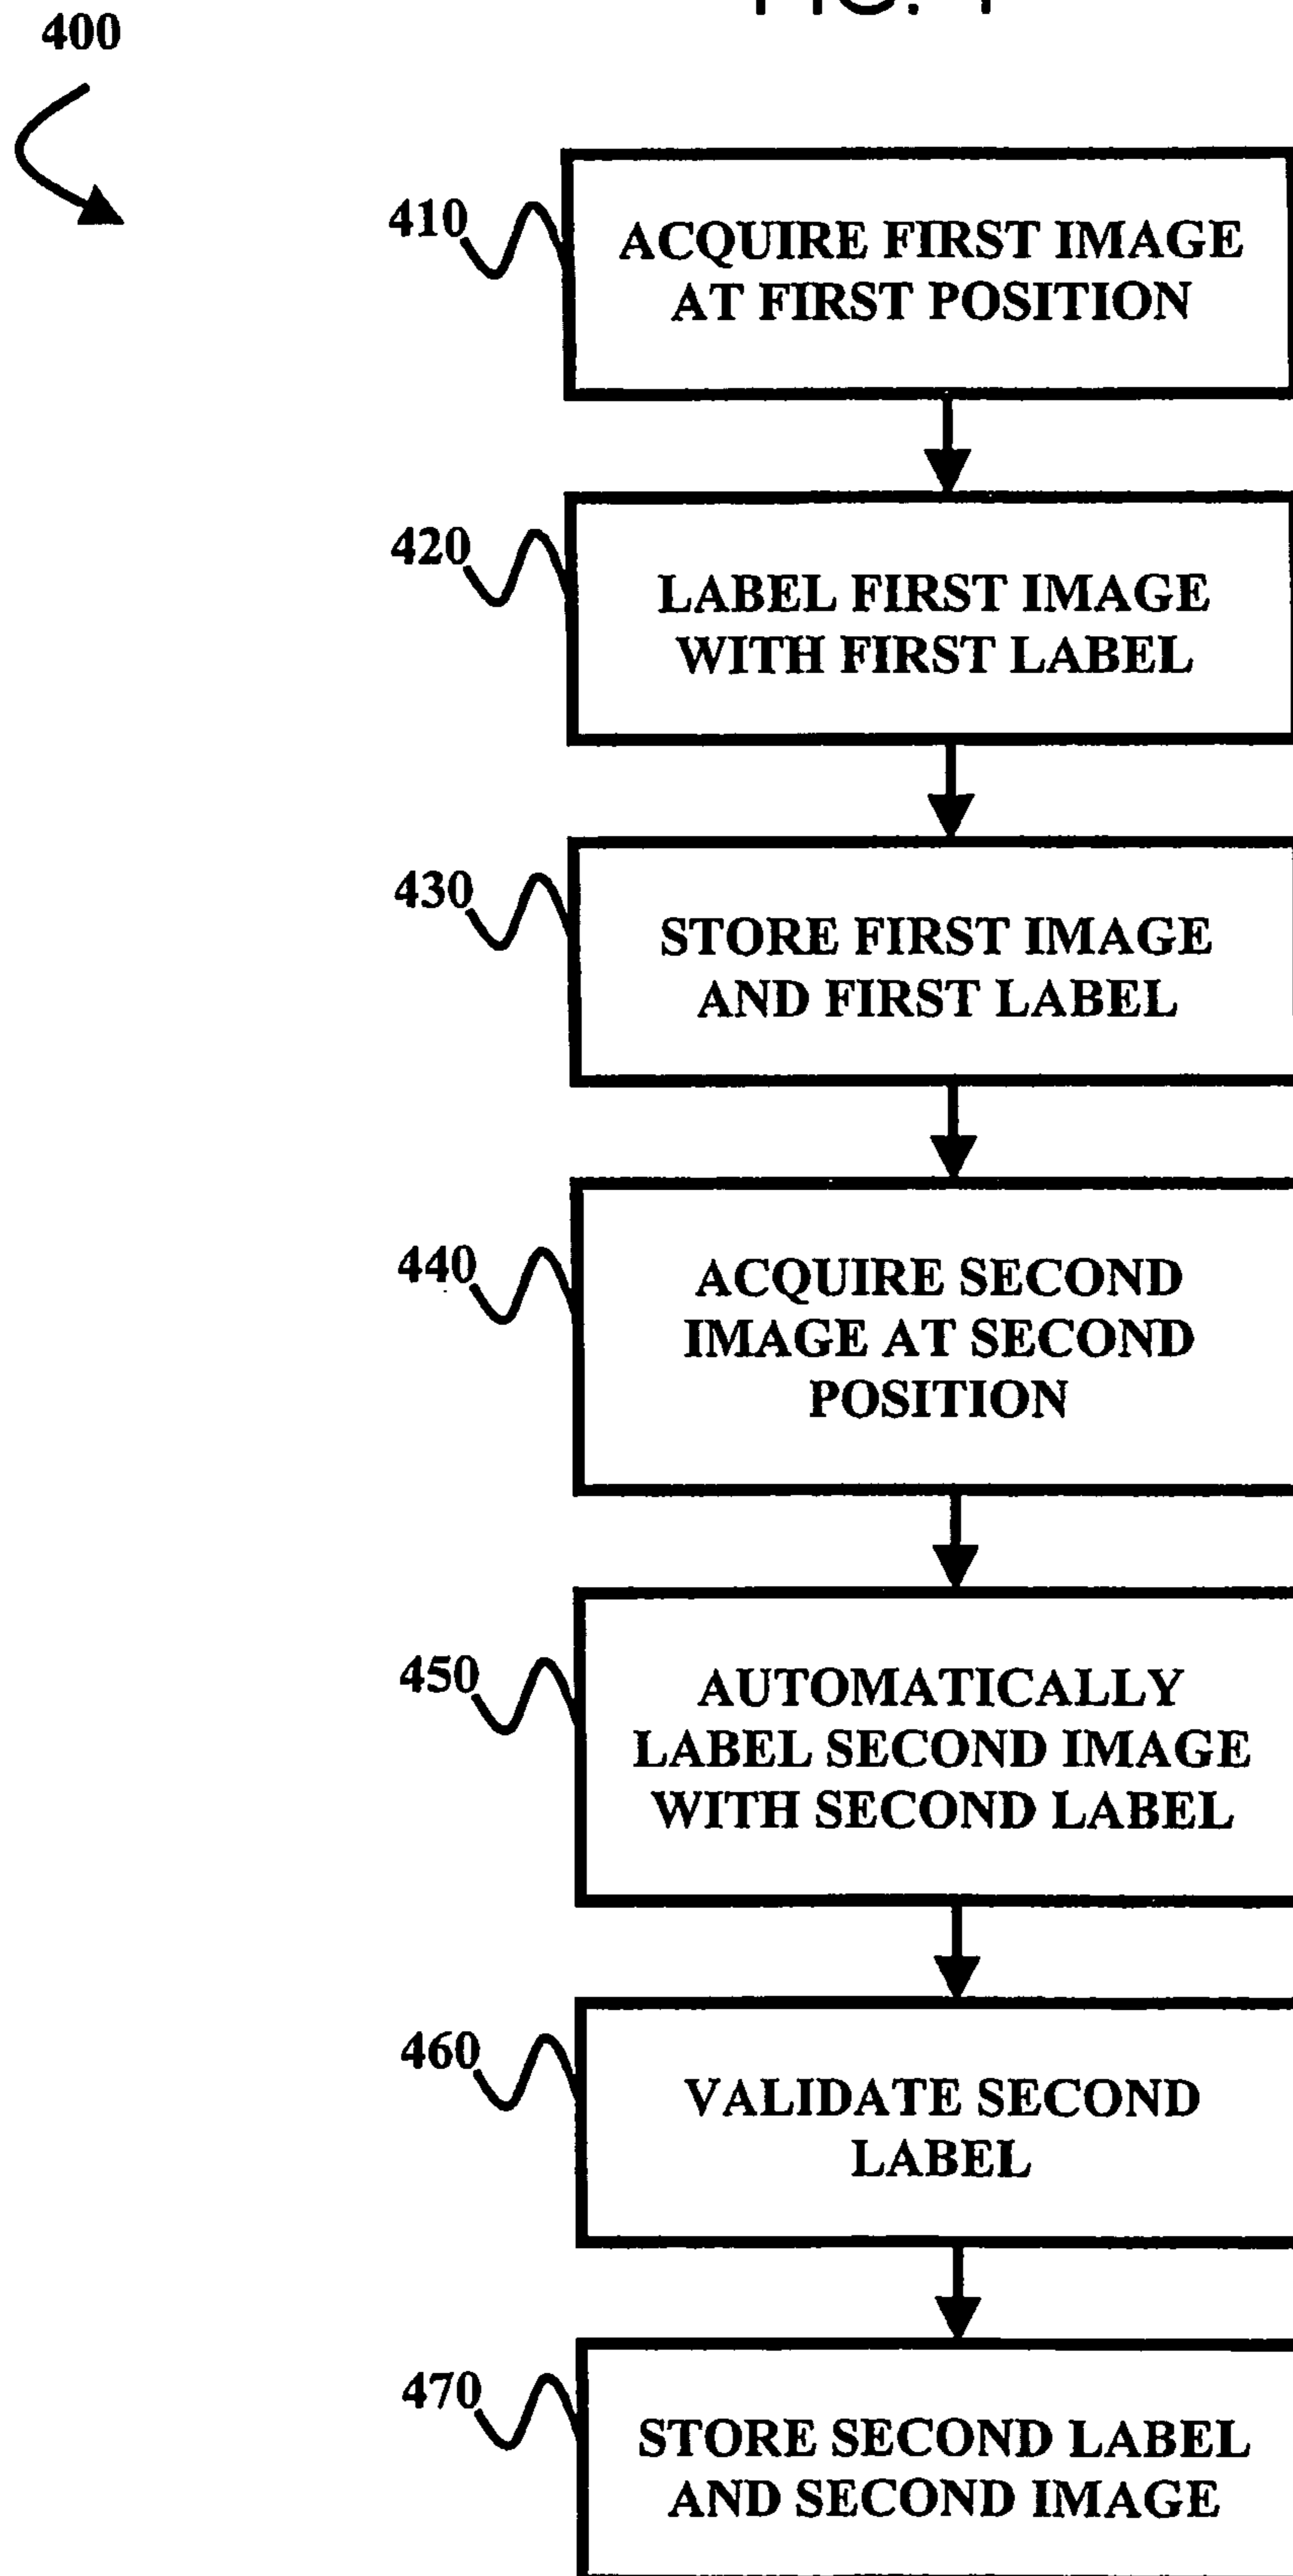 400
FIG. 4
410
ACQUIRE FIRST IMAGE
AT FIRST POSITION
420
LABEL FIRST IMAGE
WITH FIRST LABEL
430
STORE FIRST IMAGE
AND FIRST LABEL
440
ACQUIRE SECOND
IMAGE AT SECOND
POSITION
450
AUTOMATICALLY
LABEL SECOND IMAGE
WITH SECOND LABEL
460
VALIDATE SECOND
LABEL
470
STORE SECOND LABEL
AND SECOND IMAGE